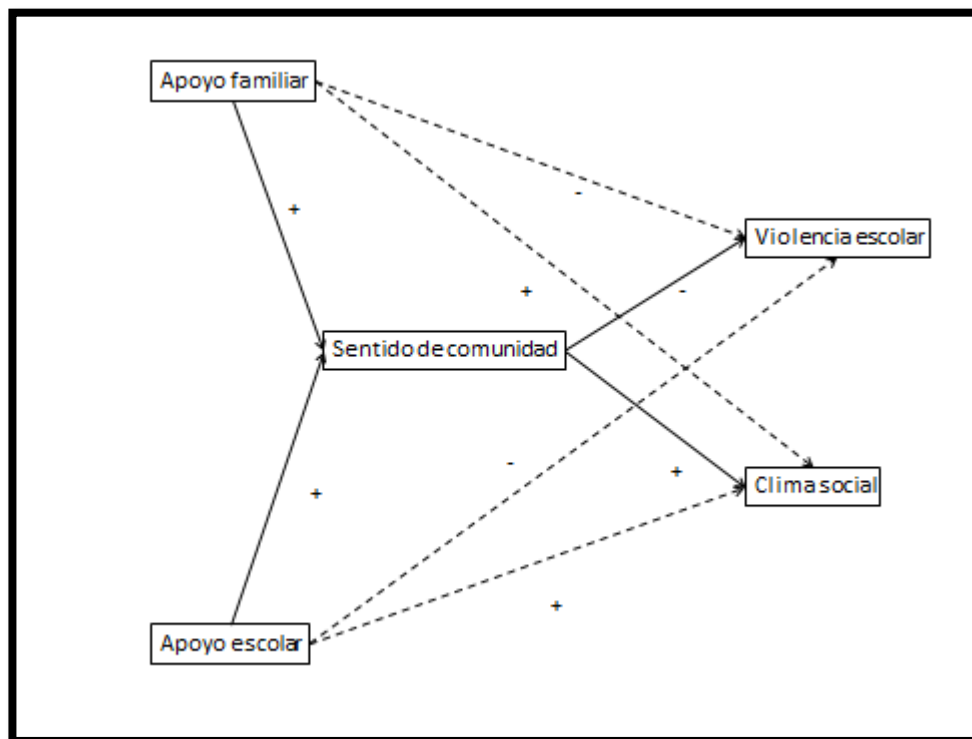 Apoyo familiar
-
+
Violencia escolar
+
-
Sentido de comunidad
-
+
+
Clima social
+
Apoyo escolar